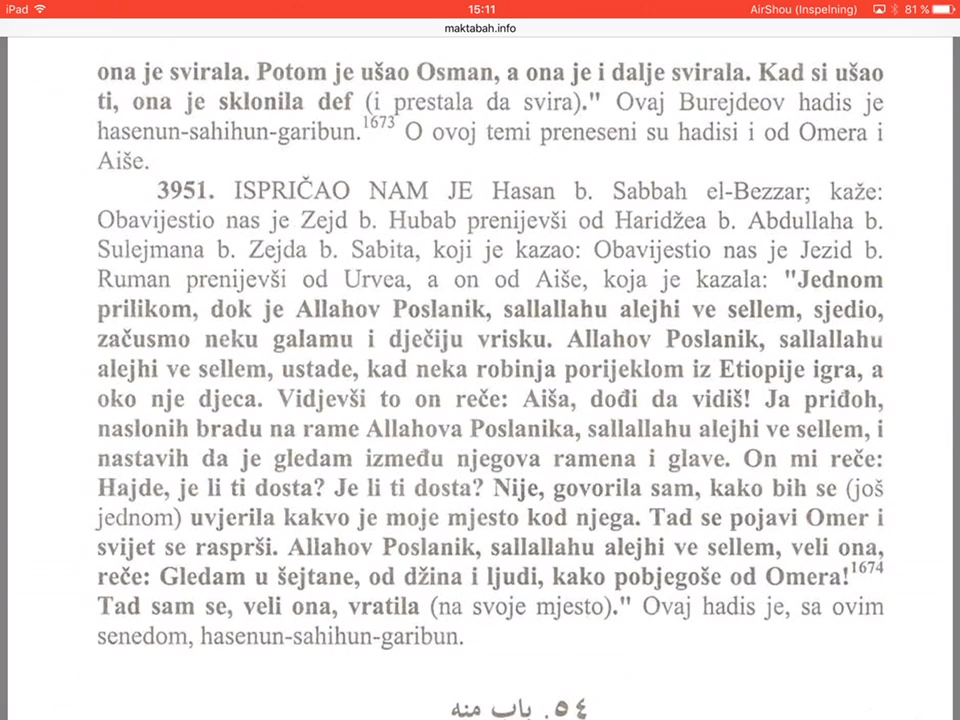 iPad 15:11 AirShou (Inspelning) 81 %
maktabah.info
ona je svirala. Potom je ušao Osman, a ona je i dalje svirala. Kad si ušao
ti, ona je sklonila def (i prestala da svira)." Ovaj Burejdeov hadis je
hasenun-sahihun-garibun.1673 O ovoj temi preneseni su hadisi i od Omera i
Aiše.
3951. ISPRIČAO NAM JE Hasan b. Sabbah el-Bezzar; kaže:
Obavijestio nas je Zejd b. Hubab prenijevši od Haridžea b. Abdullaha b.
Sulejmana b. Zejda b. Sabita, koji je kazao: Obavijestio nas je Jezid b.
Ruman prenijevši od Urvea, a on od Aiše, koja je kazala: "Jednom
prilikom, dok je Allahov Poslanik, sallallahu alejhi ve sellem, sjedio,
začusmo neku galamu i dječiju vrisku. Allahov Poslanik, sallallahu
alejhi ve sellem, ustade, kad neka robinja porijeklom iz Etiopije igra, a
oko nje djeca. Vidjevši to on reče: Aiša, dođi da vidiš! Ja priđoh,
naslonih bradu na rame Allahova Poslanika, sallallahu alejhi ve sellem, i
nastavih da je gledam između njegova ramena i glave. On mi reče:
Hajde, je li ti dosta? Je li ti dosta? Nije, govorila sam, kako bih se (još
jednom) uvjerila kakvo je moje mjesto kod njega. Tad se pojavi Omer i
svijet se rasprši. Allahov Poslanik, sallallahu alejhi ve sellem, veli ona,
reče: Gledam u šejtane, od džina i ljudi, kako pobjegoše od Omera!1674
Tad sam se, veli ona, vratila (na svoje mjesto)." Ovaj hadis je, sa ovim
senedom, hasenun-sahihun-garibun.
٥٤. باب منه